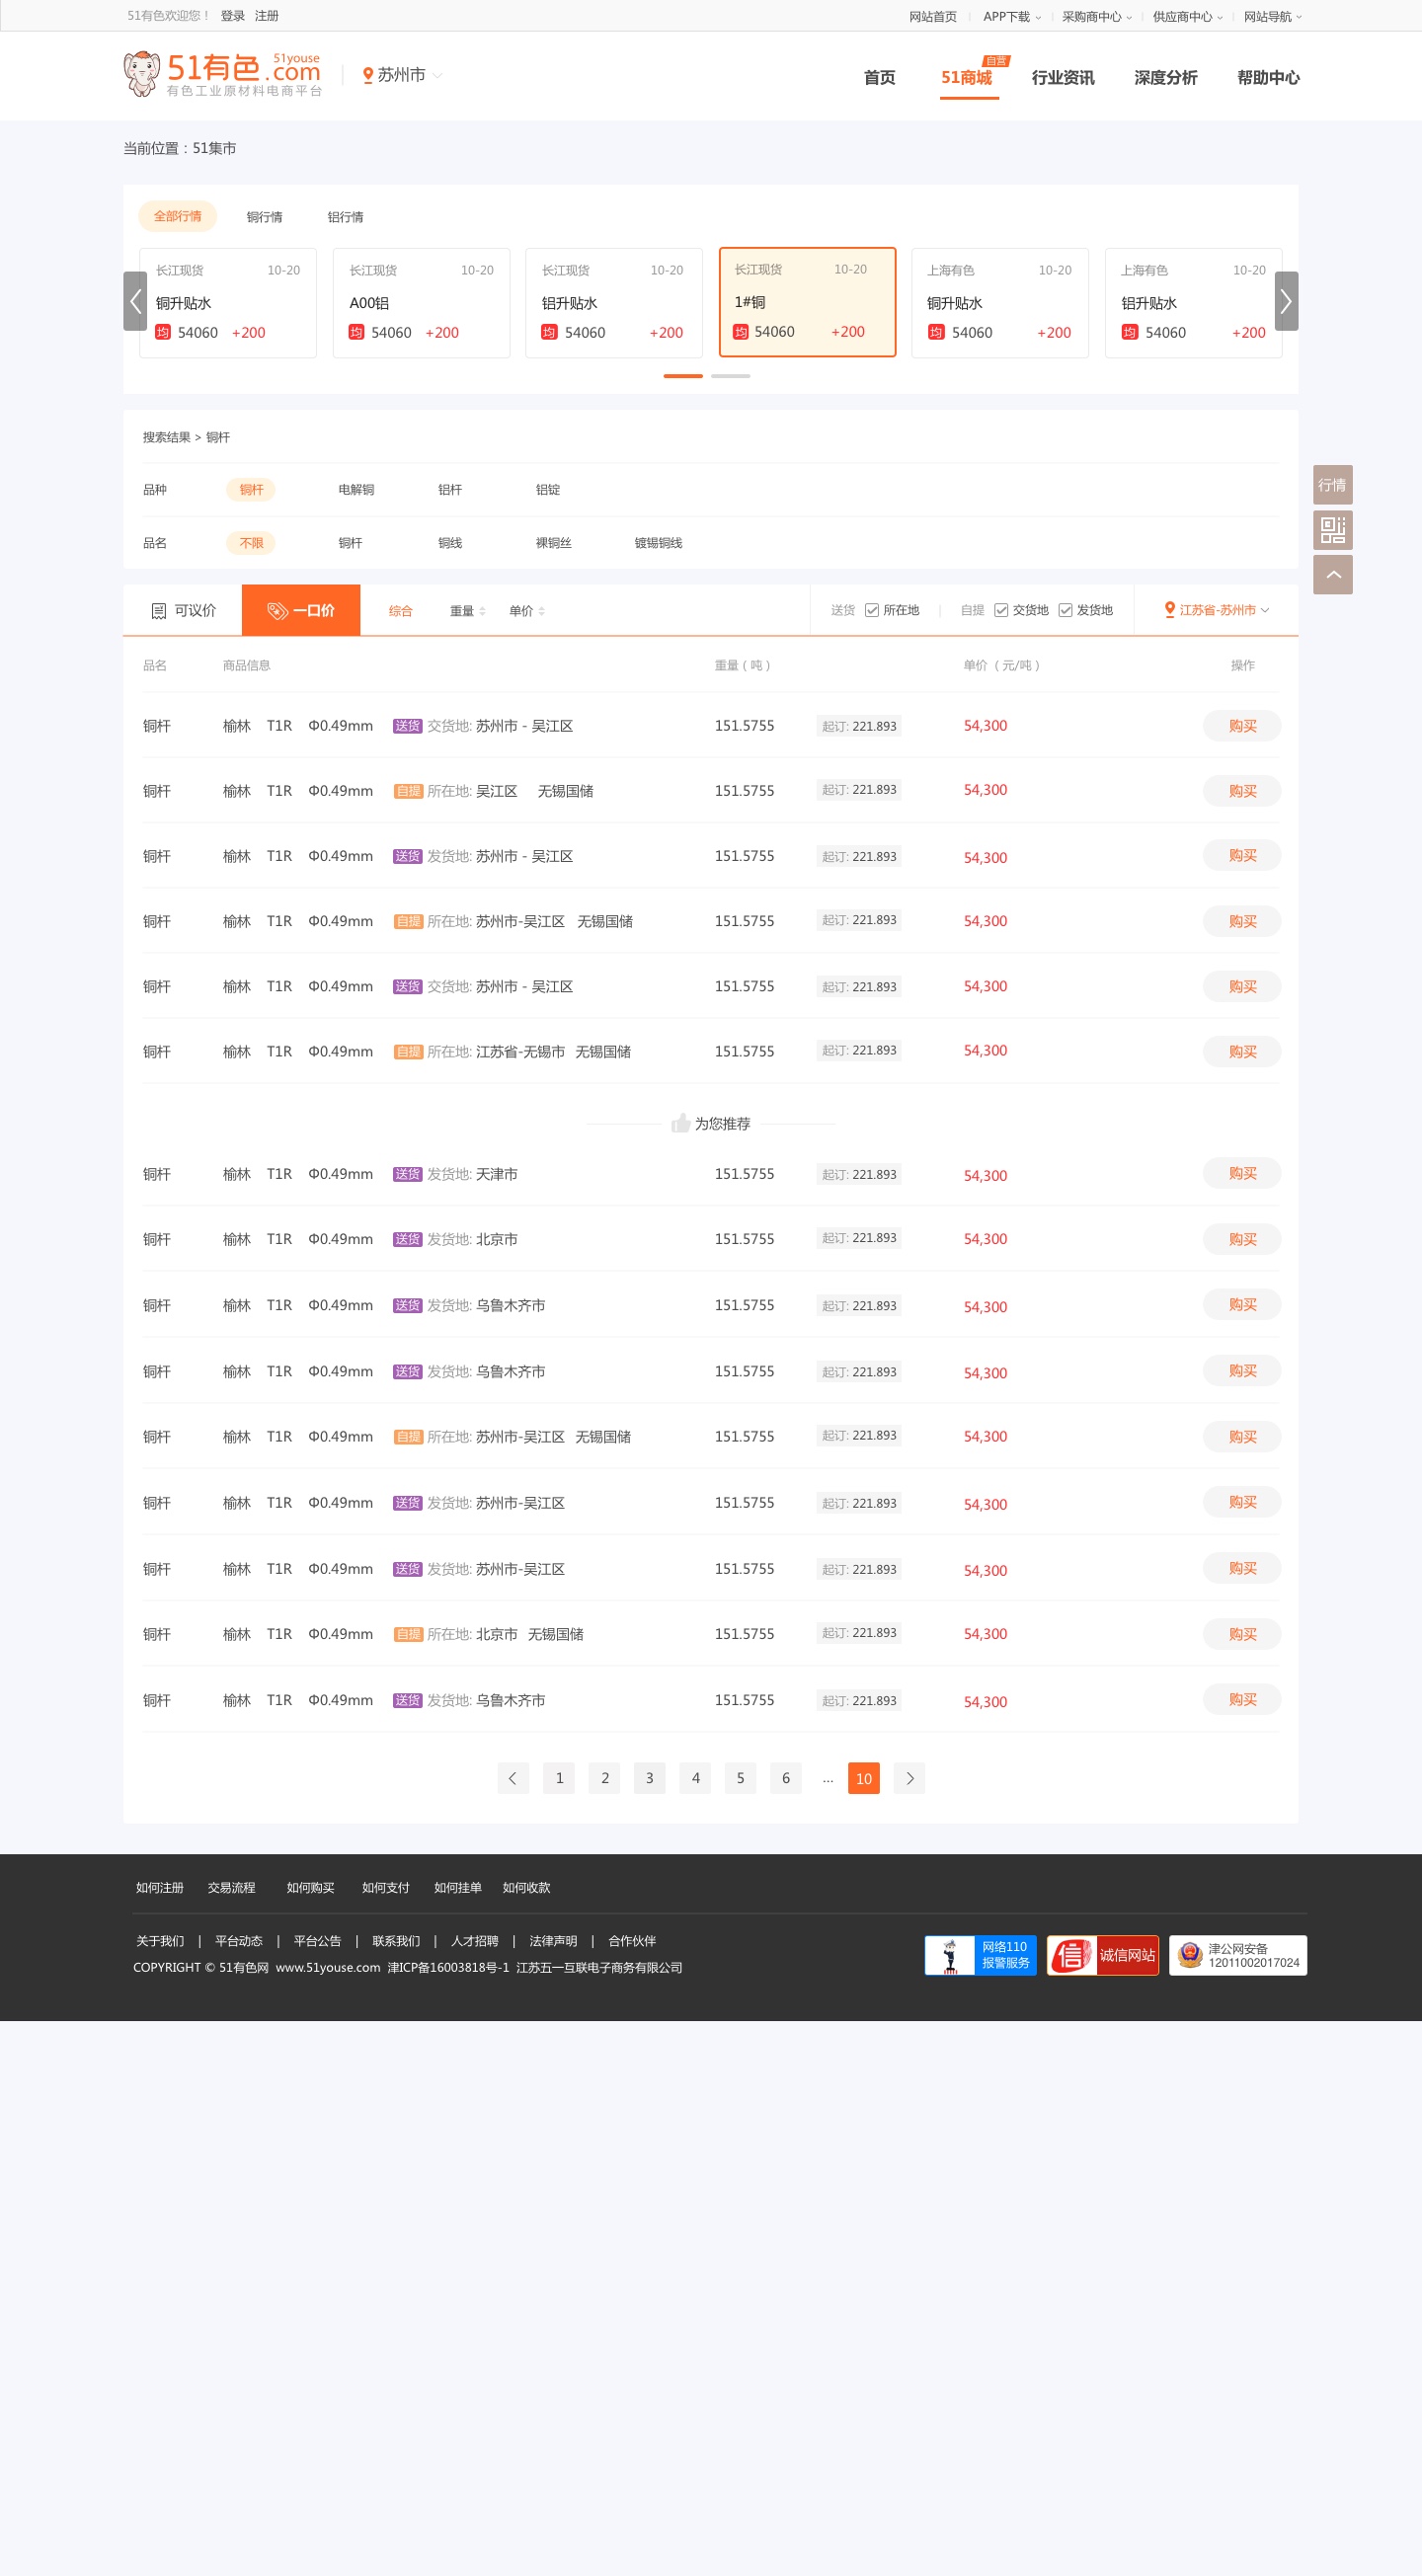 51有色欢迎您！ 登录 注册 网站首页 | APP下载 | 采购商中心 | 供应商中心 | 网站导航
51有色.com 51youse
有色工业原材料电商平台
苏州市
首页 51商城 自营 行业资讯 深度分析 帮助中心
当前位置：51集市
全部行情 铜行情 铝行情
长江现货 10-20 长江现货 10-20 长江现货 10-20 长江现货 10-20 上海有色 10-20 上海有色 10-20
铜升贴水 A00铝 铝升贴水 1#铜 铜升贴水 铝升贴水
均 54060 +200 均 54060 +200 均 54060 +200 均 54060 +200 均 54060 +200 均 54060 +200
搜索结果 > 铜杆
品种 铜杆 电解铜 铝杆 铝锭
品名 不限 铜杆 铜线 裸铜丝 镀锡铜线
行情
可议价 一口价 综合 重量 单价 送货 所在地 | 自提 交货地 发货地 江苏省-苏州市
品名 商品信息 重量（吨） 单价（元/吨） 操作
铜杆 榆林 T1R Φ0.49mm 送货 交货地: 苏州市 - 吴江区 151.5755 起订: 221.893 54,300 购买
铜杆 榆林 T1R Φ0.49mm 自提 所在地: 吴江区 无锡国储 151.5755 起订: 221.893 54,300 购买
铜杆 榆林 T1R Φ0.49mm 送货 发货地: 苏州市 - 吴江区 151.5755 起订: 221.893 54,300 购买
铜杆 榆林 T1R Φ0.49mm 自提 所在地: 苏州市-吴江区 无锡国储 151.5755 起订: 221.893 54,300 购买
铜杆 榆林 T1R Φ0.49mm 送货 交货地: 苏州市 - 吴江区 151.5755 起订: 221.893 54,300 购买
铜杆 榆林 T1R Φ0.49mm 自提 所在地: 江苏省-无锡市 无锡国储 151.5755 起订: 221.893 54,300 购买
为您推荐
铜杆 榆林 T1R Φ0.49mm 送货 发货地: 天津市 151.5755 起订: 221.893 54,300 购买
铜杆 榆林 T1R Φ0.49mm 送货 发货地: 北京市 151.5755 起订: 221.893 54,300 购买
铜杆 榆林 T1R Φ0.49mm 送货 发货地: 乌鲁木齐市 151.5755 起订: 221.893 54,300 购买
铜杆 榆林 T1R Φ0.49mm 送货 发货地: 乌鲁木齐市 151.5755 起订: 221.893 54,300 购买
铜杆 榆林 T1R Φ0.49mm 自提 所在地: 苏州市-吴江区 无锡国储 151.5755 起订: 221.893 54,300 购买
铜杆 榆林 T1R Φ0.49mm 送货 发货地: 苏州市-吴江区 151.5755 起订: 221.893 54,300 购买
铜杆 榆林 T1R Φ0.49mm 送货 发货地: 苏州市-吴江区 151.5755 起订: 221.893 54,300 购买
铜杆 榆林 T1R Φ0.49mm 自提 所在地: 北京市 无锡国储 151.5755 起订: 221.893 54,300 购买
铜杆 榆林 T1R Φ0.49mm 送货 发货地: 乌鲁木齐市 151.5755 起订: 221.893 54,300 购买
1 2 3 4 5 6 ... 10
如何注册 交易流程 如何购买 如何支付 如何挂单 如何收款
关于我们 | 平台动态 | 平台公告 | 联系我们 | 人才招聘 | 法律声明 | 合作伙伴
COPYRIGHT © 51有色网 www.51youse.com 津ICP备16003818号-1 江苏五一互联电子商务有限公司
网络110
报警服务
信 诚信网站
津公网安备
12011002017024